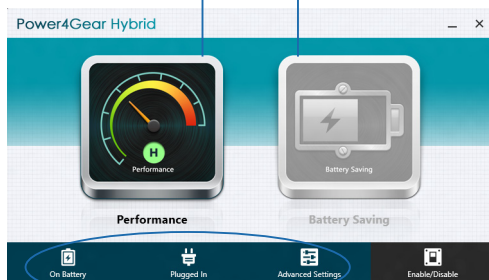 Power4Gear Hybrid
H
Performance
Battery Saving
Performance
Battery Saving
On Battery
Plugged In
Advanced Settings
Enable/Disable